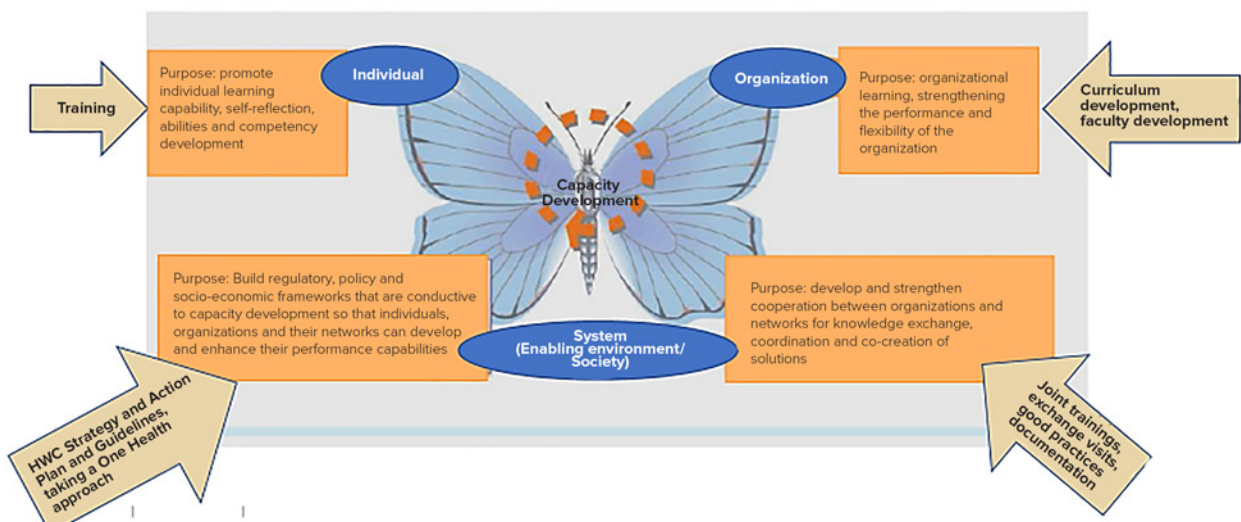 Training
Purpose: promote
individual learning
capability, self-reflection,
abilities and competency
development
Individual
Organization
Purpose: organizational
learning, strengthening
the performance and
flexibility of the
organization
Curriculum
development,
faculty development
Capacity
Development
Purpose: Build regulatory, policy and
socio-economic frameworks that are conductive
to capacity development so that individuals,
organizations and their networks can develop
and enhance their performance capabilities
System
(Enabling environment/
Society)
Purpose: develop and strengthen
cooperation between organizations and
networks for knowledge exchange,
coordination and co-creation of
solutions
HWC Strategy and Action
Plan and Guidelines,
taking a One Health
approach
Joint trainings,
exchange visits,
good practices
documentation